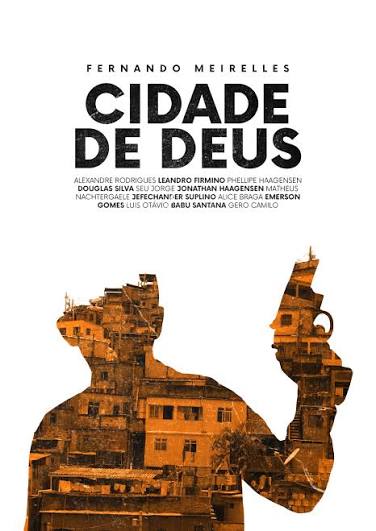 FERNANDO MEIRELLES
CIDADE
DE DEUS
ALEXANDRE RODRIGUES LEANDRO FIRMINO PHELLIPE HAAGENSEN
DOUGLAS SILVA SEU JORGE JONATHAN HAAGENSEN MATHEUS
NACHTERGAELE JEFECHANDER SUPLINO ALICE BRAGA EMERSON
GOMES LUIS OTÁVIO BABU SANTANA GERO CAMILO